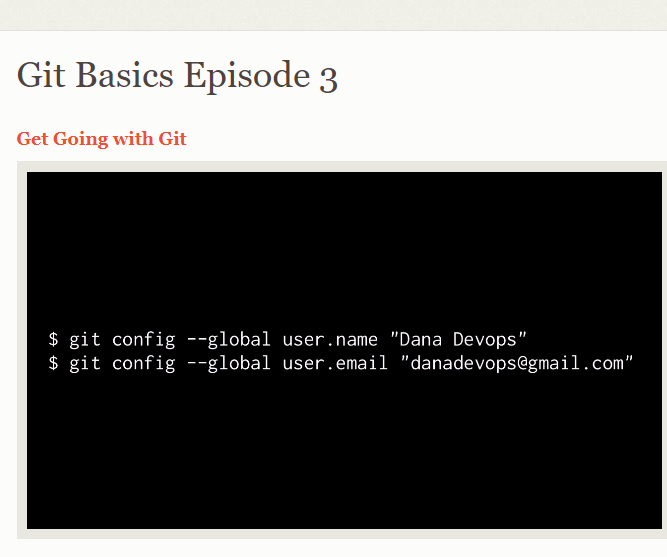 Git Basics Episode 3
Get Going with Git
$ git config --global user.name "Dana Devops"
$ git config --global user.email "danadevops@gmail.com"